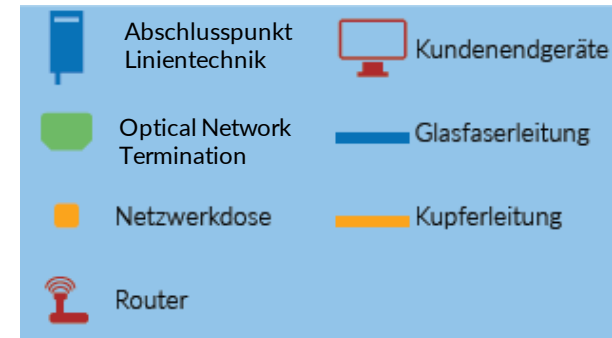 Abschlusspunkt
Linientechnik
Kundenendgeräte
Optical Network
Termination
Glasfaserleitung
Netzwerkdose
Kupferleitung
Router